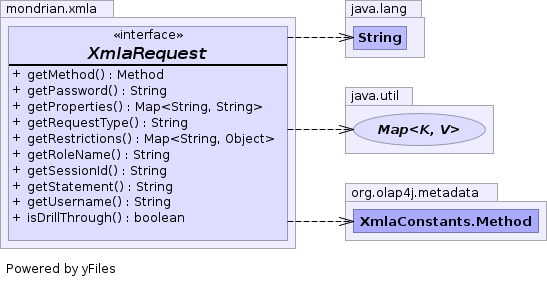 mondrian.xmla
«interface»
XmlaRequest
+ getMethod() : Method
+ getPassword() : String
+ getProperties() : Map<String, String>
+ getRequestType() : String
+ getRestrictions() : Map<String, Object>
+ getRoleName() : String
+ getSessionId() : String
+ getStatement() : String
+ getUsername() : String
+ isDrillThrough() : boolean
java.lang
String
java.util
Map<K, V>
org.olap4j.metadata
XmlaConstants.Method
Powered by yFiles